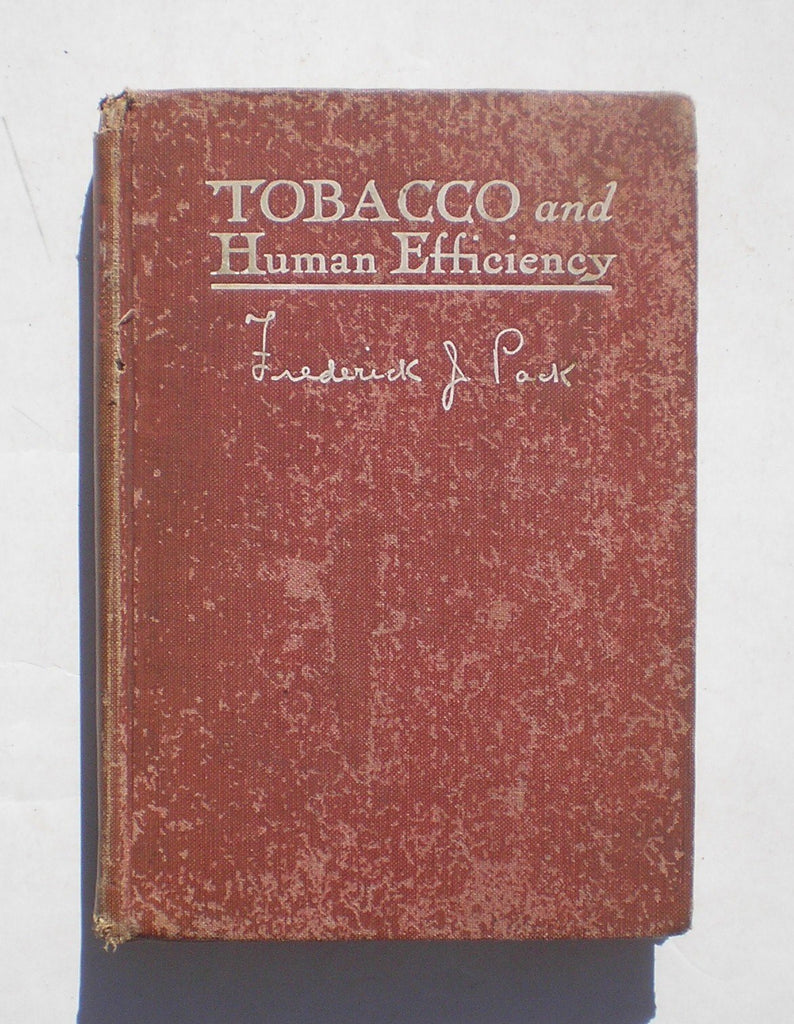 TOBACCO and
Human Efficiency
Frederick J Pack